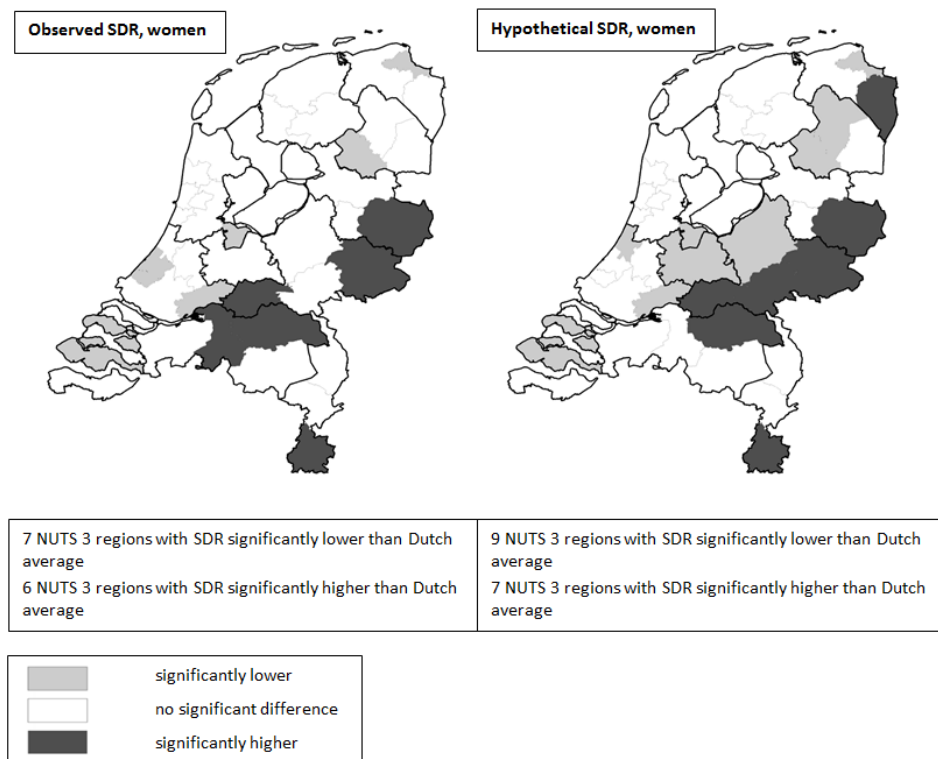 Observed SDR, women
Hypothetical SDR, women
7 NUTS 3 regions with SDR significantly lower than Dutch
average
6 NUTS 3 regions with SDR significantly higher than Dutch
average
9 NUTS 3 regions with SDR significantly lower than Dutch
average
7 NUTS 3 regions with SDR significantly higher than Dutch
average
significantly lower
no significant difference
significantly higher